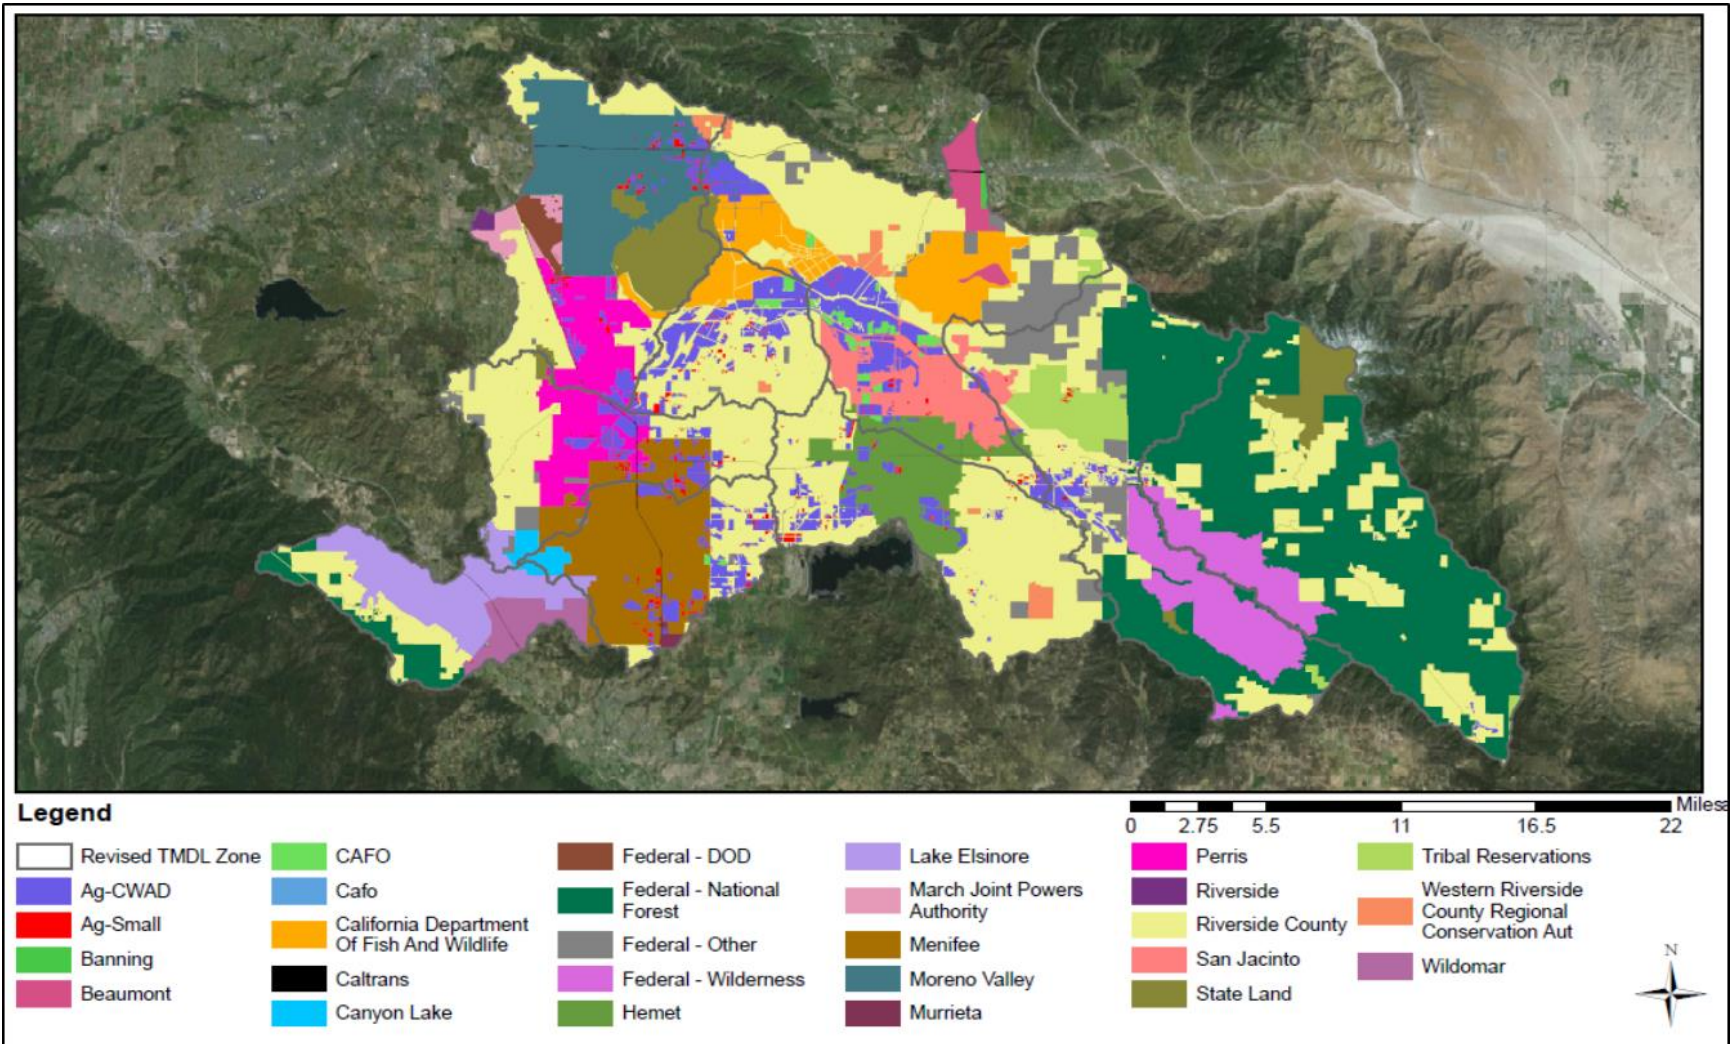 Legend
Revised TMDL Zone
Ag-CWAD
Ag-Small
Banning
Beaumont
CAFO
Cafo
California Department
Of Fish And Wildlife
Caltrans
Canyon Lake
Federal - DOD
Federal - National
Forest
Federal - Other
Federal - Wilderness
Hemet
Lake Elsinore
March Joint Powers
Authority
Menifee
Moreno Valley
Murrieta
Miles
0 2.75 5.5 11 16.5 22
Perris
Riverside
Riverside County
San Jacinto
State Land
Tribal Reservations
Western Riverside
County Regional
Conservation Aut
Wildomar
N